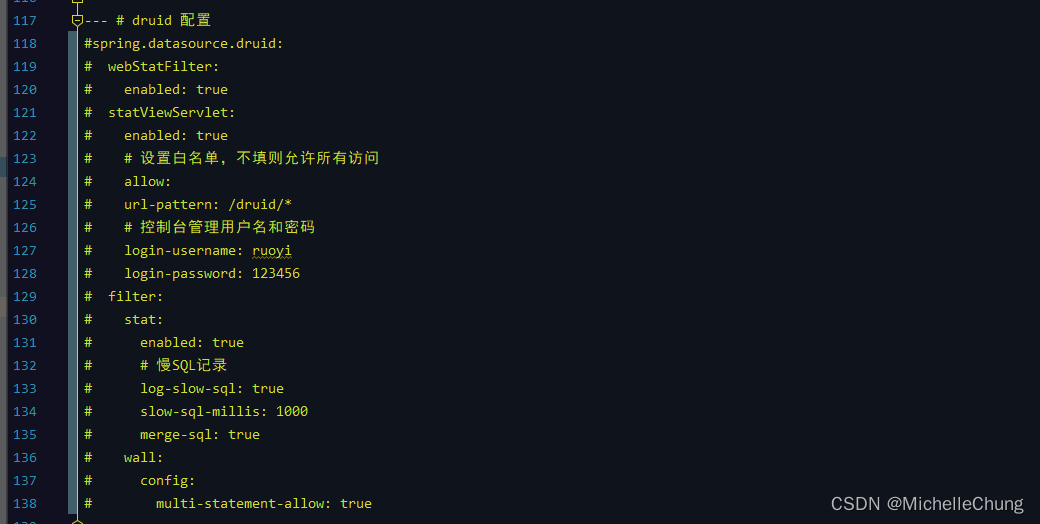 117 --- # druid 配置
118 #spring.datasource.druid:
119 #  webStatFilter:
120 #    enabled: true
121 #  statViewServlet:
122 #    enabled: true
123 #    # 设置白名单，不填则允许所有访问
124 #    allow:
125 #    url-pattern: /druid/*
126 #    # 控制台管理用户名和密码
127 #    login-username: ruoyi
128 #    login-password: 123456
129 #  filter:
130 #    stat:
131 #      enabled: true
132 #      # 慢SQL记录
133 #      log-slow-sql: true
134 #      slow-sql-millis: 1000
135 #      merge-sql: true
136 #    wall:
137 #      config:
138 #        multi-statement-allow: true
CSDN @MichelleChung